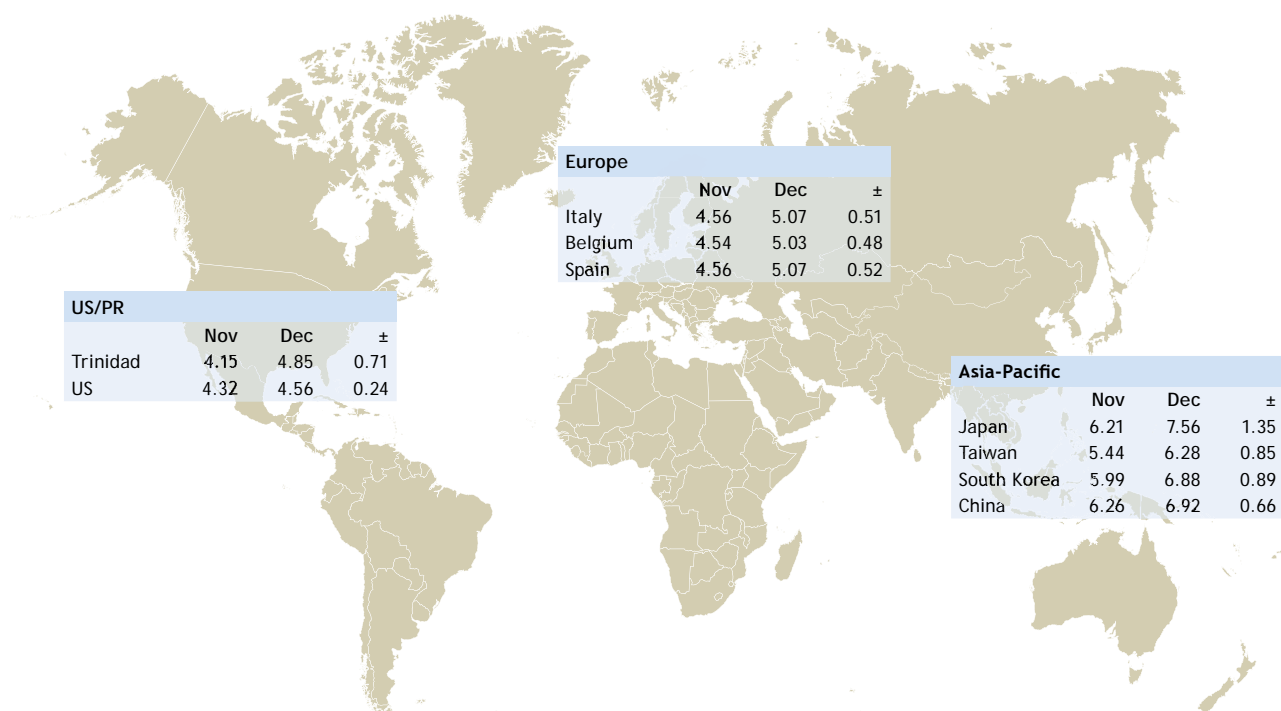 Europe
Nov Dec ±
Italy 4.56 5.07 0.51
Belgium 4.54 5.03 0.48
Spain 4.56 5.07 0.52
US/PR
Nov Dec ±
Trinidad 4.15 4.85 0.71
US 4.32 4.56 0.24
Asia-Pacific
Nov Dec ±
Japan 6.21 7.56 1.35
Taiwan 5.44 6.28 0.85
South Korea 5.99 6.88 0.89
China 6.26 6.92 0.66